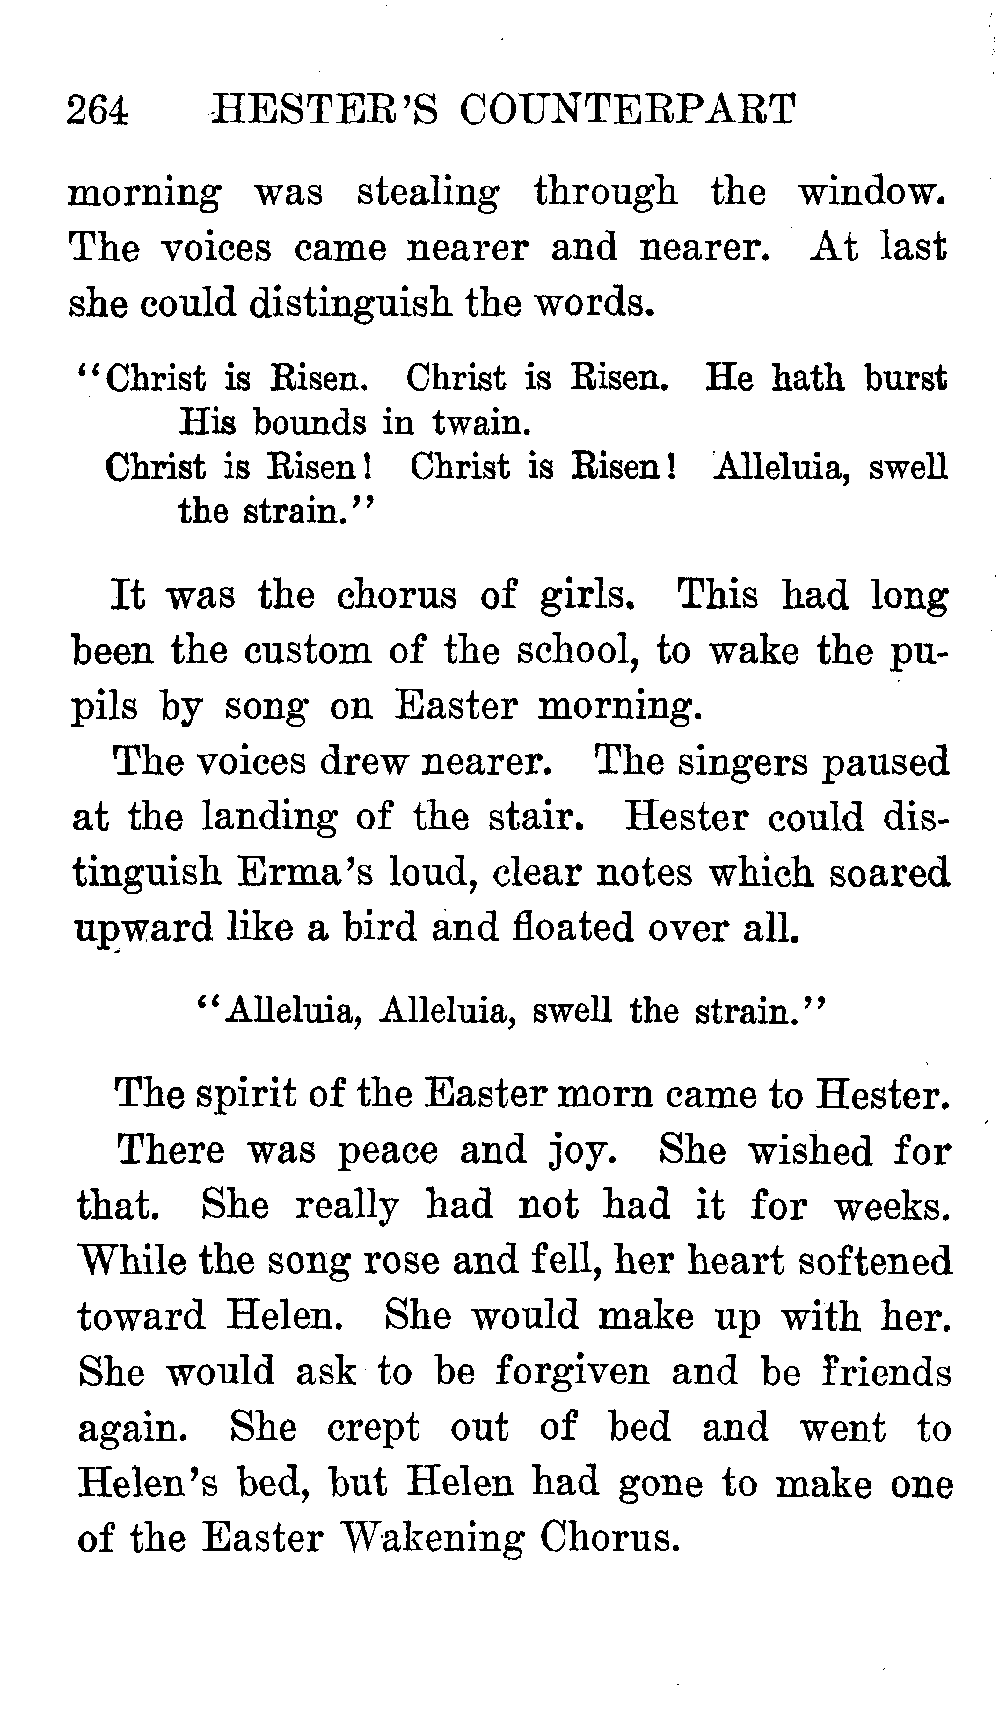 264 HESTER'S COUNTERPART
morning was stealing through the window.
The voices came nearer and nearer. At last
she could distinguish the words.
"Christ is Risen. Christ is Risen. He hath burst
His bounds in twain.
Christ is Risen! Christ is Risen! Alleluia, swell
the strain."
It was the chorus of girls. This had long
been the custom of the school, to wake the pu-
pils by song on Easter morning.
The voices drew nearer. The singers paused
at the landing of the stair. Hester could dis-
tinguish Erma's loud, clear notes which soared
upward like a bird and floated over all.
"Alleluia, Alleluia, swell the strain."
The spirit of the Easter morn came to Hester.
There was peace and joy. She wished for
that. She really had not had it for weeks.
While the song rose and fell, her heart softened
toward Helen. She would make up with her.
She would ask to be forgiven and be friends
again. She crept out of bed and went to
Helen's bed, but Helen had gone to make one
of the Easter Wakening Chorus.